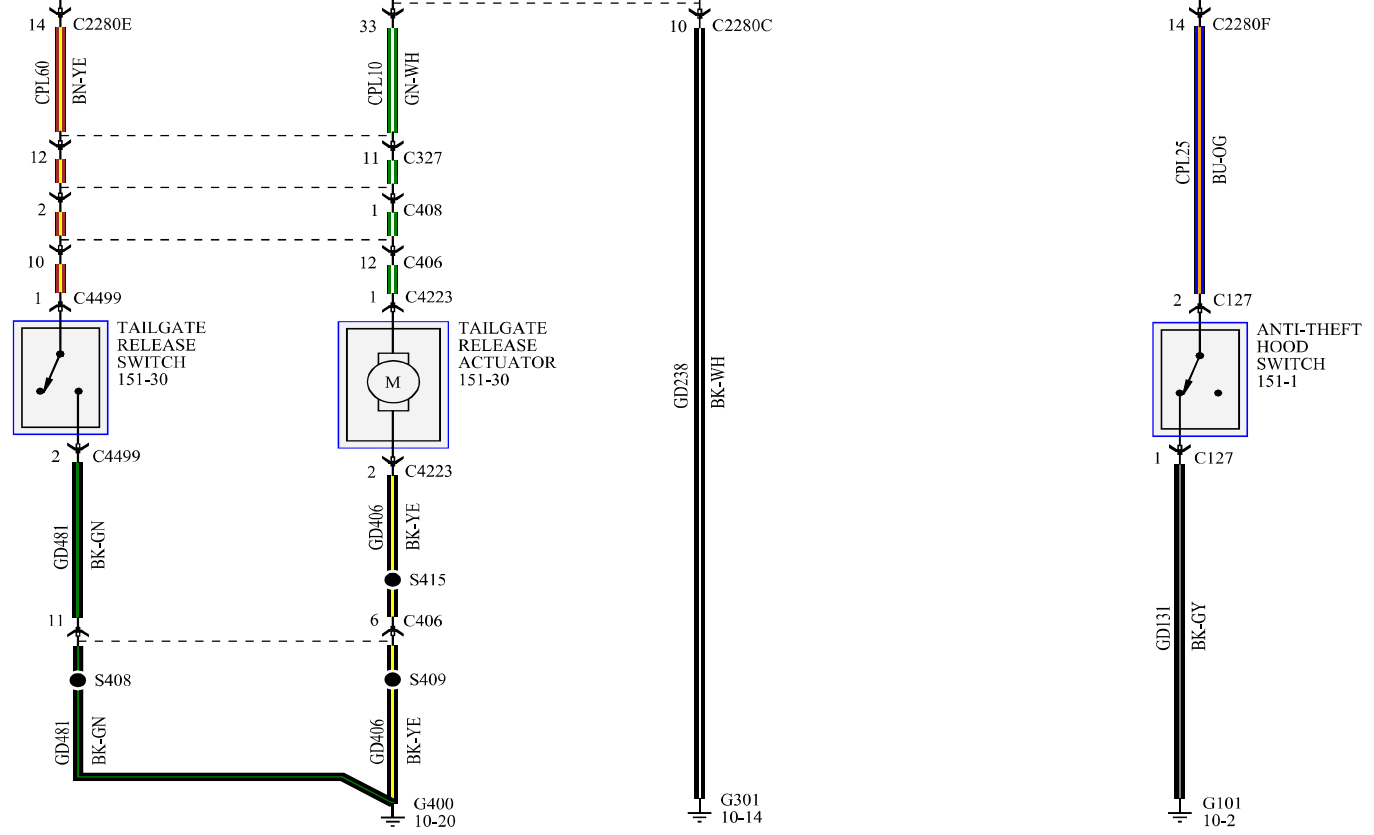 14 C2280E
33
10 C2280C
14 C2280F
CPL60
BN-YE
CPL10
GN-WH
CPL25
BU-OG
12
11 C327
2
1 C408
10
12 C406
1 C4499
1 C4223
2 C127
TAILGATE
RELEASE
SWITCH
151-30
TAILGATE
RELEASE
ACTUATOR
151-30
M
GD238
BK-WH
ANTI-THEFT
HOOD
SWITCH
151-1
2 C4499
2 C4223
1 C127
GD481
BK-GN
GD406
BK-YE
S415
11
6 C406
GD131
BK-GY
S408
S409
GD481
BK-GN
GD406
BK-YE
G400
10-20
G301
10-14
G101
10-2